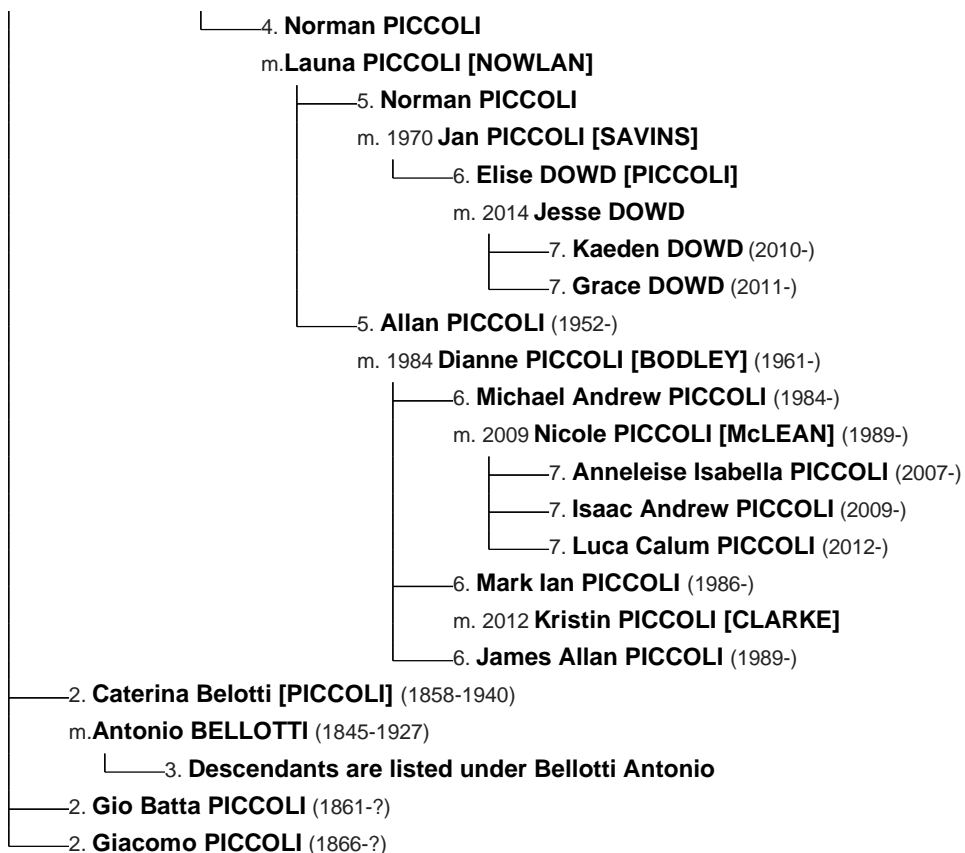 4. Norman PICCOLI
m.Launa PICCOLI [NOWLAN]
5. Norman PICCOLI
m. 1970 Jan PICCOLI [SAVINS]
6. Elise DOWD [PICCOLI]
m. 2014 Jesse DOWD
7. Kaeden DOWD (2010-)
7. Grace DOWD (2011-)
5. Allan PICCOLI (1952-)
m. 1984 Dianne PICCOLI [BODLEY] (1961-)
6. Michael Andrew PICCOLI (1984-)
m. 2009 Nicole PICCOLI [McLEAN] (1989-)
7. Anneleise Isabella PICCOLI (2007-)
7. Isaac Andrew PICCOLI (2009-)
7. Luca Calum PICCOLI (2012-)
6. Mark Ian PICCOLI (1986-)
m. 2012 Kristin PICCOLI [CLARKE]
6. James Allan PICCOLI (1989-)
2. Caterina Belotti [PICCOLI] (1858-1940)
m.Antonio BELLOTTI (1845-1927)
3. Descendants are listed under Bellotti Antonio
2. Gio Batta PICCOLI (1861-?)
2. Giacomo PICCOLI (1866-?)